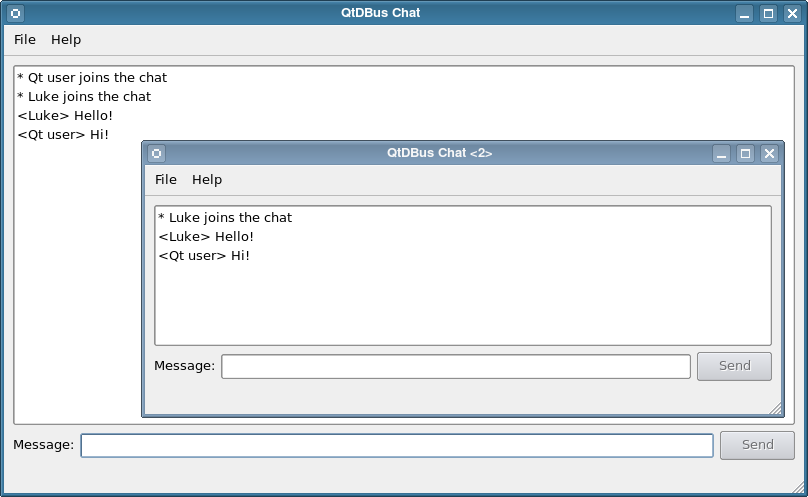 QtDBus Chat
File Help
* Qt user joins the chat
* Luke joins the chat
<Luke> Hello!
<Qt user> Hi!
QtDBus Chat <2>
File Help
* Luke joins the chat
<Luke> Hello!
<Qt user> Hi!
Message: Send
Message: Send